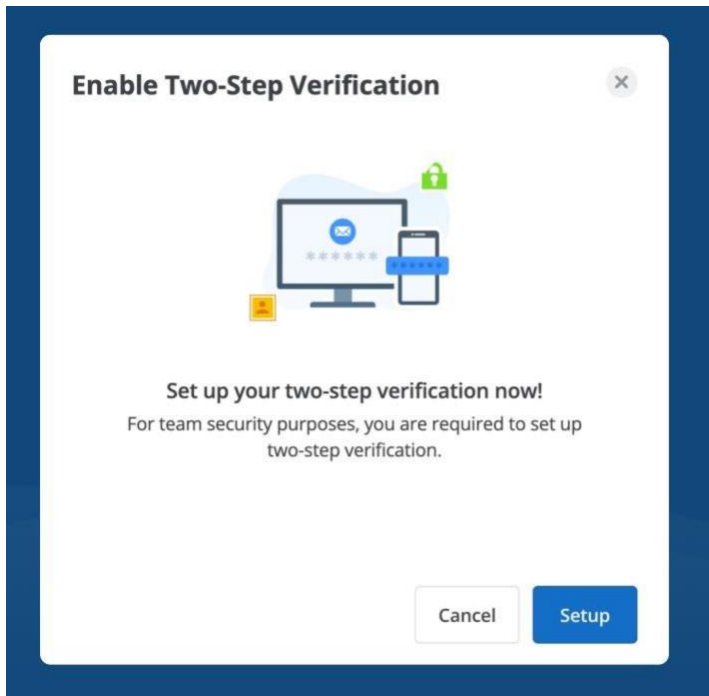 Enable Two-Step Verification
******
******
Set up your two-step verification now!
For team security purposes, you are required to set up
two-step verification.
Cancel
Setup